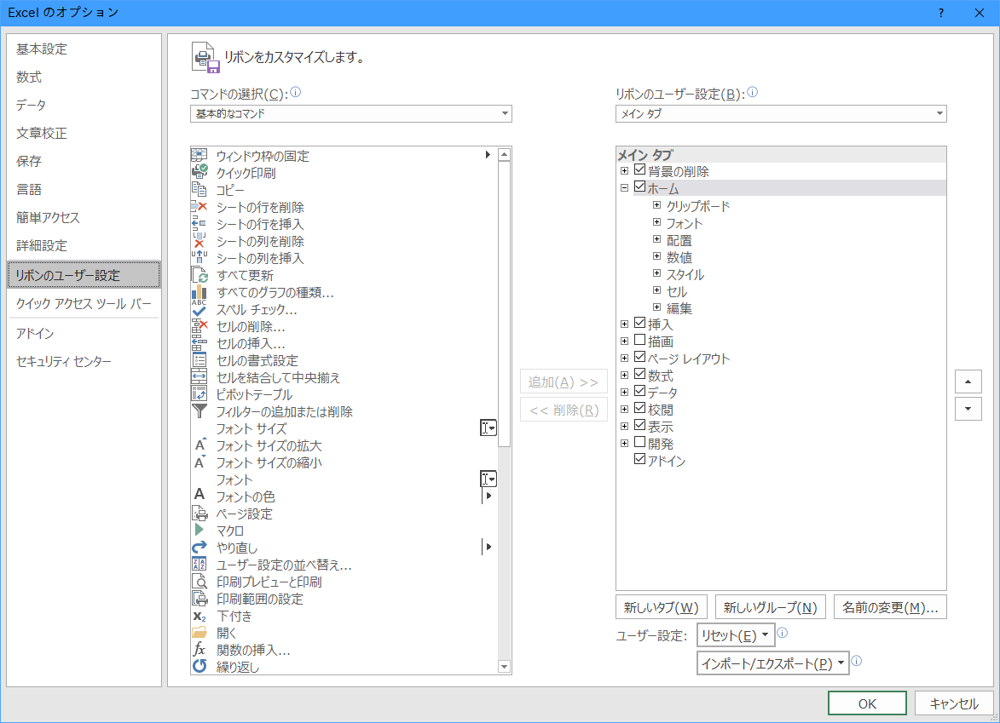 Excel のオプション
基本設定
数式
データ
文章校正
保存
言語
簡単アクセス
詳細設定
リボンのユーザー設定
クイック アクセス ツール バー
アドイン
セキュリティ センター
リボンをカスタマイズします。
コマンドの選択(C):
基本的なコマンド
ウィンドウ枠の固定
クイック印刷
コピー
シートの行を削除
シートの行を挿入
シートの列を削除
シートの列を挿入
すべて更新
すべてのグラフの種類...
スペル チェック...
セルの削除...
セルの挿入...
セルの書式設定
セルを結合して中央揃え
ピボットテーブル
フィルターの追加または削除
フォント サイズ
フォント サイズの拡大
フォント サイズの縮小
フォント
フォントの色
ページ設定
マクロ
やり直し
ユーザー設定の並べ替え...
印刷プレビューと印刷
印刷範囲の設定
下付き
開く
関数の挿入...
繰り返し
追加(A) >>
<< 削除(R)
リボンのユーザー設定(B):
メイン タブ
メイン タブ
背景の削除
ホーム
クリップボード
フォント
配置
数値
スタイル
セル
編集
挿入
描画
ページ レイアウト
数式
データ
校閲
表示
開発
アドイン
新しいタブ(W)
新しいグループ(N)
名前の変更(M)...
ユーザー設定:
リセット(E)
インポート/エクスポート(P)
OK
キャンセル